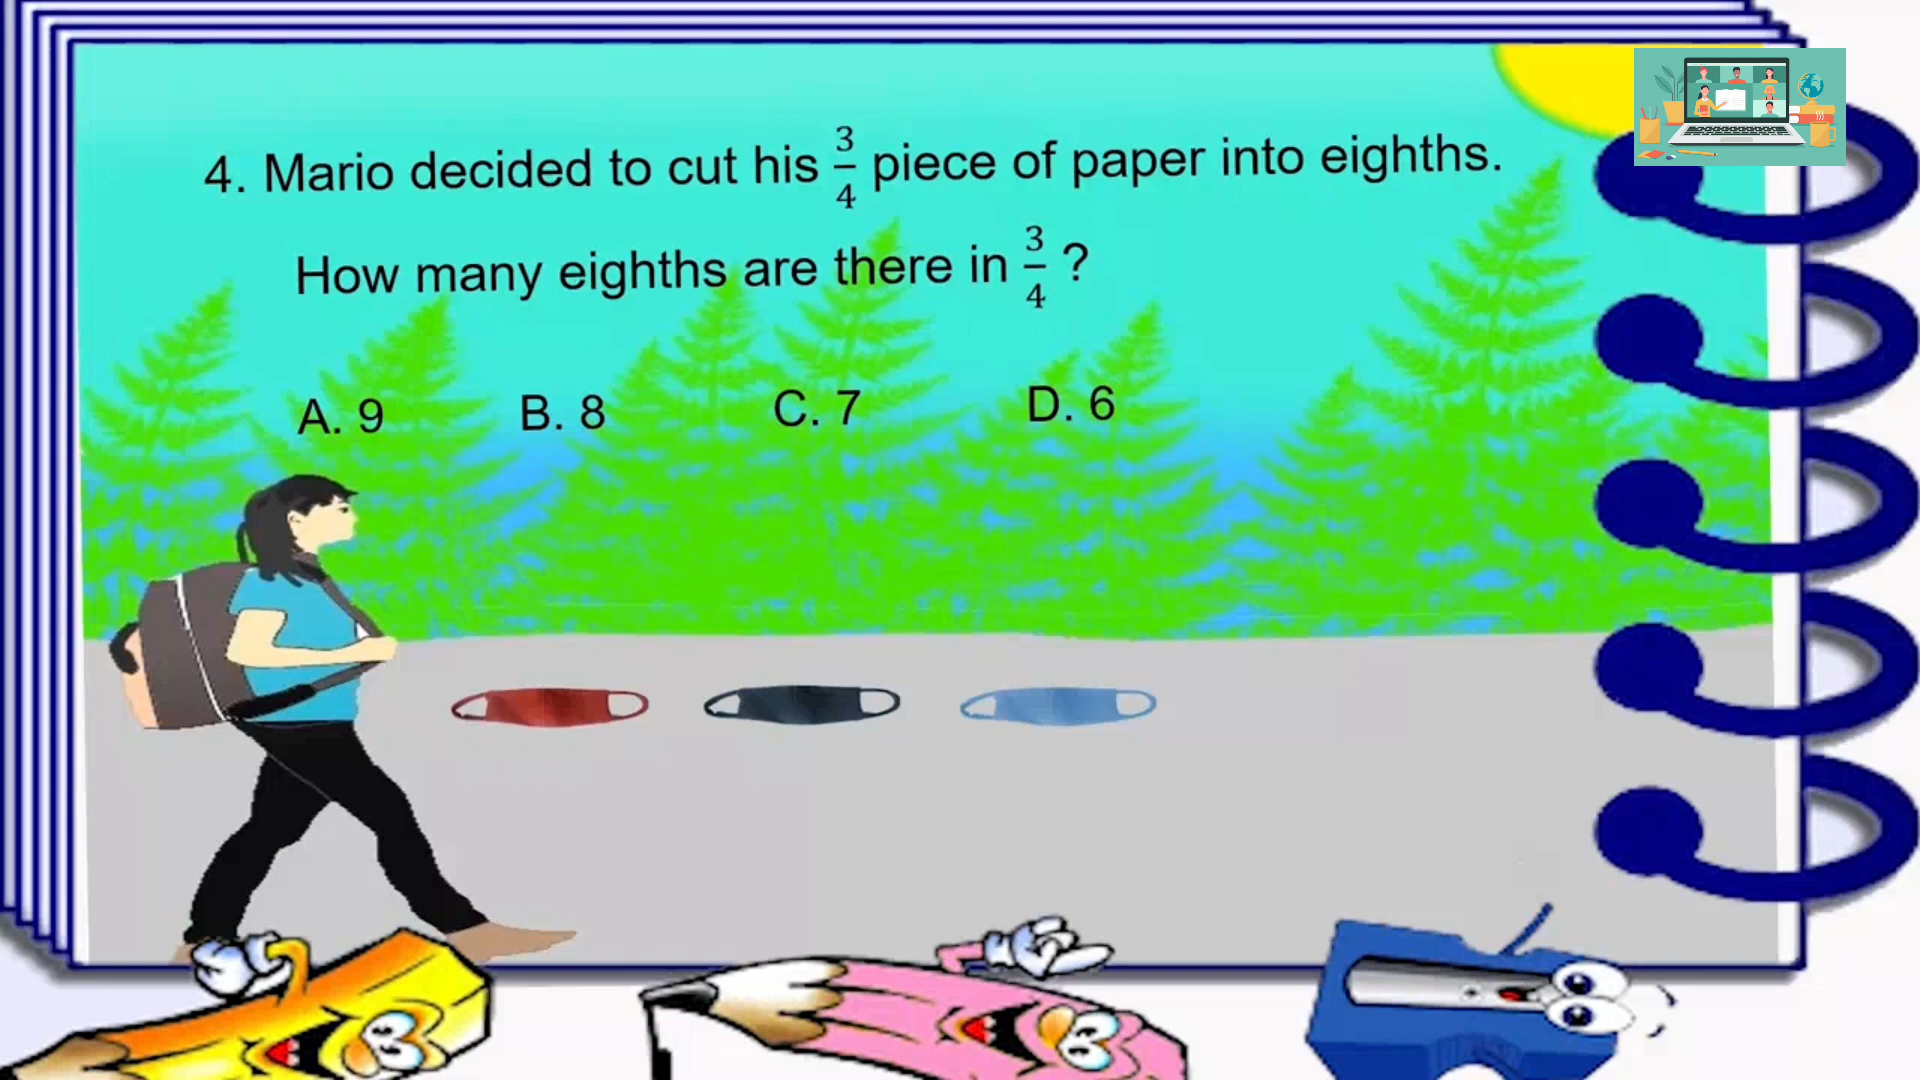 4. Mario decided to cut his 3/4 piece of paper into eighths.
How many eighths are there in 3/4 ?
A. 9 B. 8 C. 7 D. 6